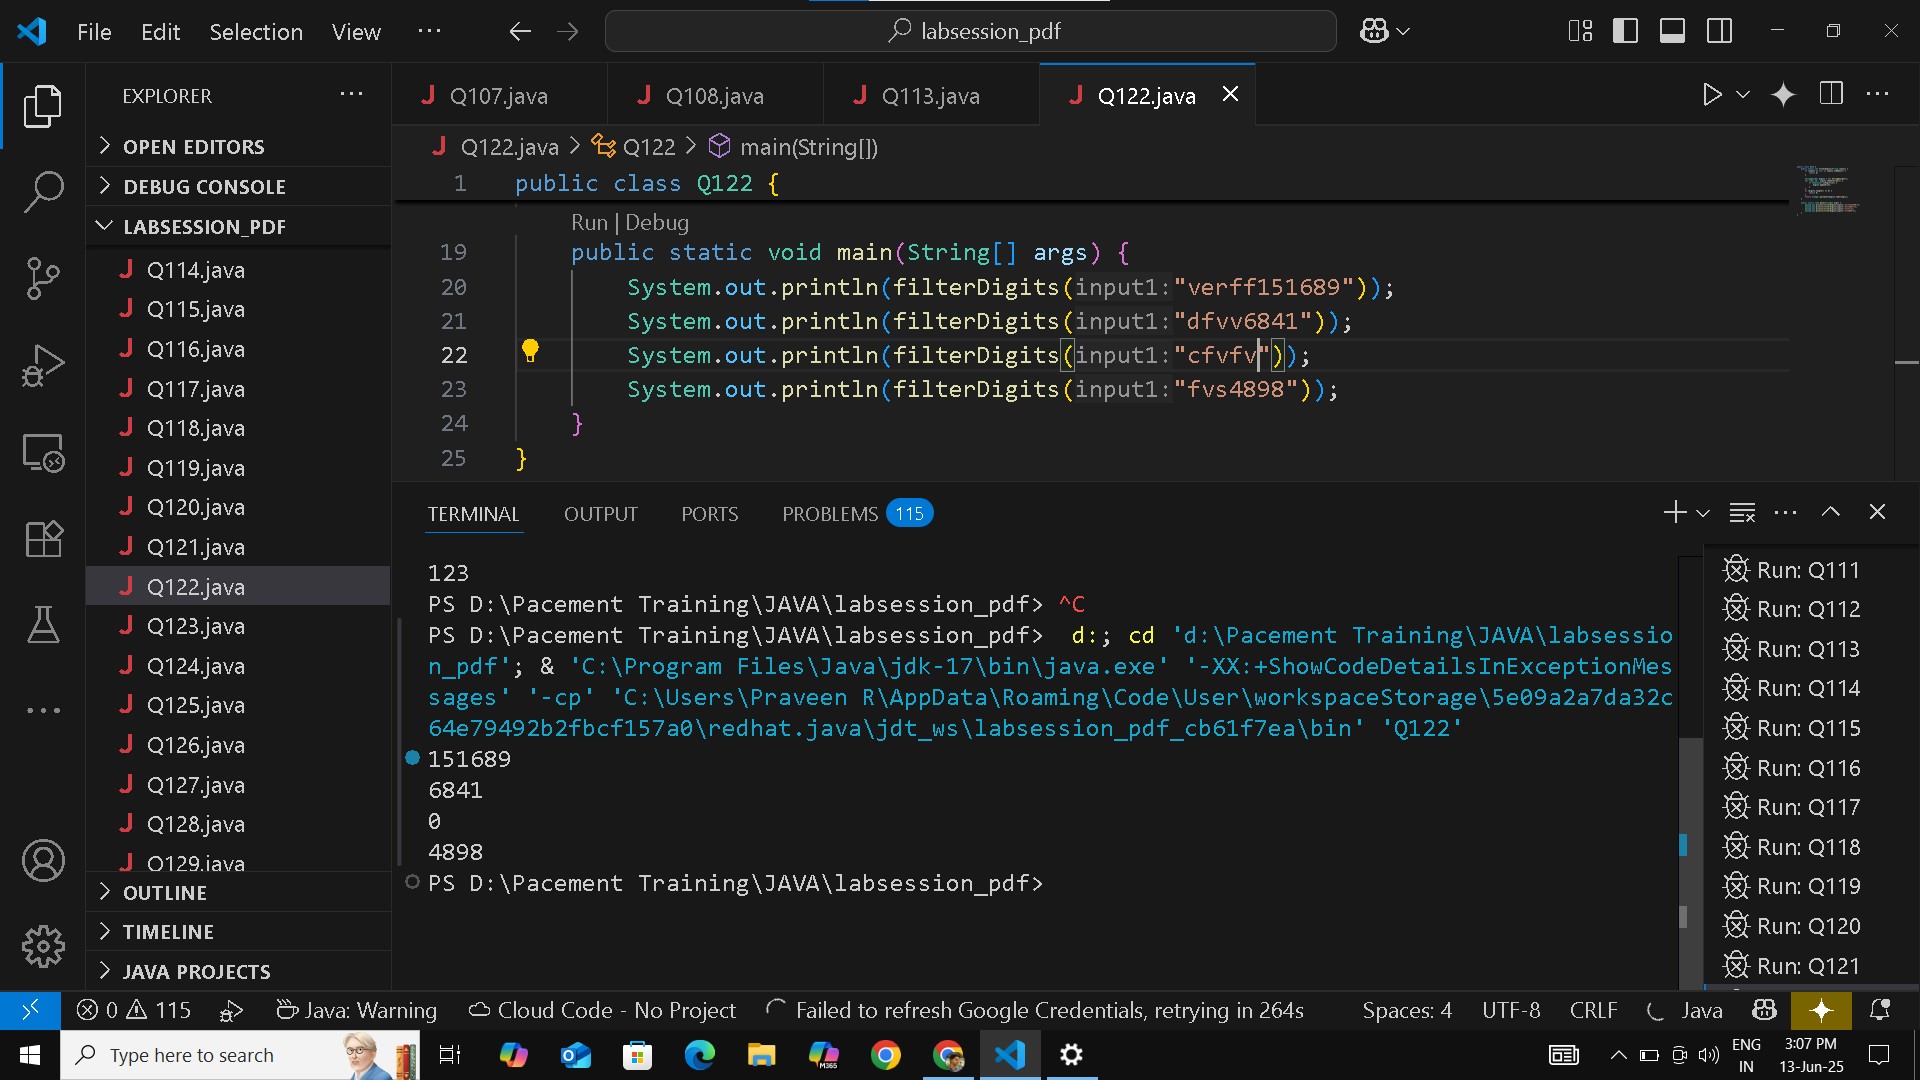 File Edit Selection View ··· labsession_pdf
EXPLORER ···
OPEN EDITORS
DEBUG CONSOLE
LABSESSION_PDF
Q114.java
Q115.java
Q116.java
Q117.java
Q118.java
Q119.java
Q120.java
Q121.java
Q122.java
Q123.java
Q124.java
Q125.java
Q126.java
Q127.java
Q128.java
Q129.java
OUTLINE
TIMELINE
JAVA PROJECTS
Q107.java Q108.java Q113.java Q122.java
Q122.java > Q122 > main(String[])
1 public class Q122 {
Run | Debug
19 public static void main(String[] args) {
20 System.out.println(filterDigits(input1:"verff151689"));
21 System.out.println(filterDigits(input1:"dfvv6841"));
22 System.out.println(filterDigits(input1:"cfvfv"));
23 System.out.println(filterDigits(input1:"fvs4898"));
24 }
25 }
TERMINAL OUTPUT PORTS PROBLEMS 115
123
PS D:\Pacement Training\JAVA\labsession_pdf> ^C
PS D:\Pacement Training\JAVA\labsession_pdf>  d:; cd 'd:\Pacement Training\JAVA\labsessio
n_pdf'; & 'C:\Program Files\Java\jdk-17\bin\java.exe' '-XX:+ShowCodeDetailsInExceptionMes
sages' '-cp' 'C:\Users\Praveen R\AppData\Roaming\Code\User\workspaceStorage\5e09a2a7da32c
64e79492b2fbcf157a0\redhat.java\jdt_ws\labsession_pdf_cb61f7ea\bin' 'Q122'
151689
6841
0
4898
PS D:\Pacement Training\JAVA\labsession_pdf>
Run: Q111
Run: Q112
Run: Q113
Run: Q114
Run: Q115
Run: Q116
Run: Q117
Run: Q118
Run: Q119
Run: Q120
Run: Q121
0 115 Java: Warning Cloud Code - No Project Failed to refresh Google Credentials, retrying in 264s Spaces: 4 UTF-8 CRLF Java
Type here to search M365 ENG 3:07 PM
IN 13-Jun-25